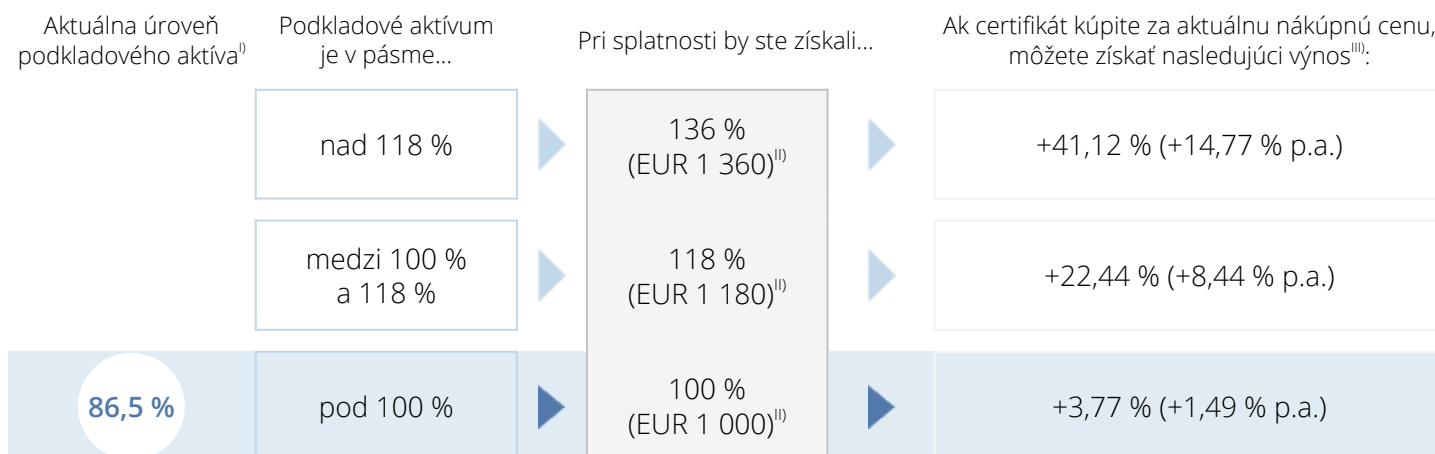 Aktuálna úroveň
podkladového aktíva I)
Podkladové aktívum
je v pásme...
Pri splatnosti by ste získali...
Ak certifikát kúpite za aktuálnu nákúpnú cenu,
môžete získať nasledujúci výnos III):
nad 118 %
136 %
(EUR 1 360) II)
+41,12 % (+14,77 % p.a.)
medzi 100 %
a 118 %
118 %
(EUR 1 180) II)
+22,44 % (+8,44 % p.a.)
86,5 %
pod 100 %
100 %
(EUR 1 000) II)
+3,77 % (+1,49 % p.a.)